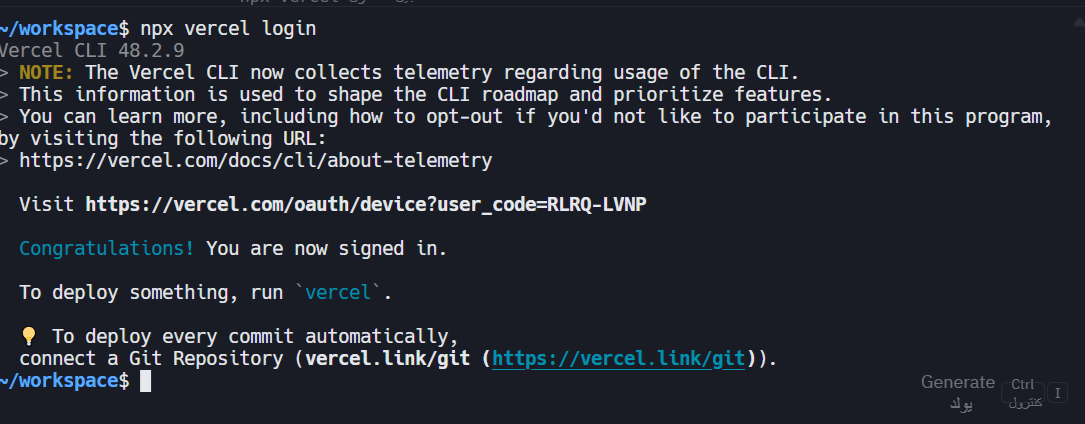 ~/workspace$ npx vercel login
Vercel CLI 48.2.9
> NOTE: The Vercel CLI now collects telemetry regarding usage of the CLI.
> This information is used to shape the CLI roadmap and prioritize features.
> You can learn more, including how to opt-out if you'd not like to participate in this program,
by visiting the following URL:
> https://vercel.com/docs/cli/about-telemetry
Visit https://vercel.com/oauth/device?user_code=RLRQ-LVNP
Congratulations! You are now signed in.
To deploy something, run `vercel`.
💡 To deploy every commit automatically,
connect a Git Repository (vercel.link/git (https://vercel.link/git)).
~/workspace$
Generate Ctrl I
يولد كنترول